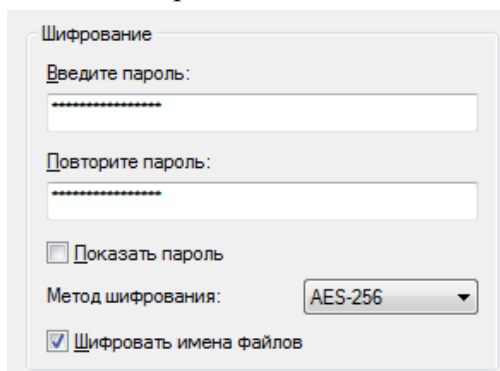 Шифрование
Введите пароль:
****************
Повторите пароль:
****************
Показать пароль
Метод шифрования: AES-256
Шифровать имена файлов